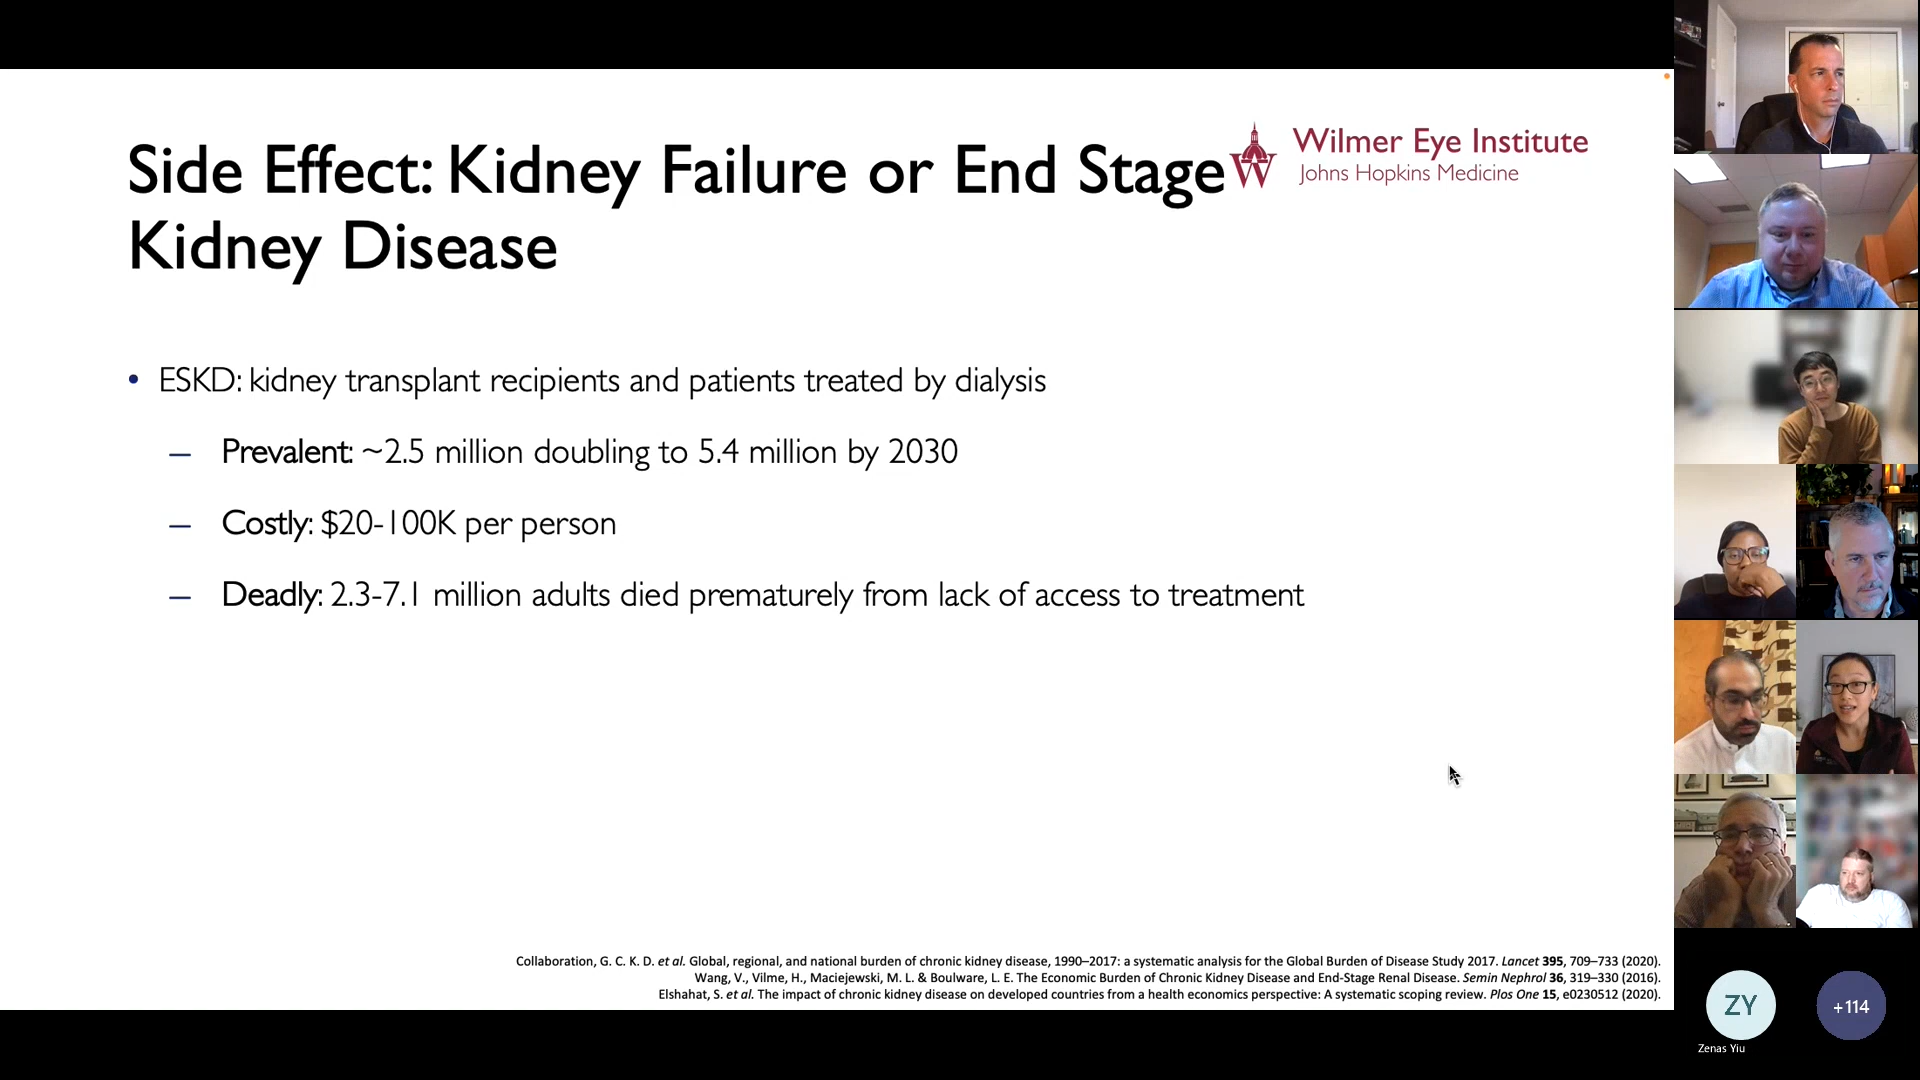 Side Effect: Kidney Failure or End Stage
Kidney Disease
Wilmer Eye Institute
Johns Hopkins Medicine
• ESKD: kidney transplant recipients and patients treated by dialysis
– Prevalent: ~2.5 million doubling to 5.4 million by 2030
– Costly: $20-100K per person
– Deadly: 2.3-7.1 million adults died prematurely from lack of access to treatment
Collaboration, G. C. K. D. et al. Global, regional, and national burden of chronic kidney disease, 1990–2017: a systematic analysis for the Global Burden of Disease Study 2017. Lancet 395, 709–733 (2020).
Wang, V., Vilme, H., Maciejewski, M. L. & Boulware, L. E. The Economic Burden of Chronic Kidney Disease and End-Stage Renal Disease. Semin Nephrol 36, 319–330 (2016).
Elshahat, S. et al. The impact of chronic kidney disease on developed countries from a health economics perspective: A systematic scoping review. Plos One 15, e0230512 (2020).
ZY
+114
Zenas Yiu